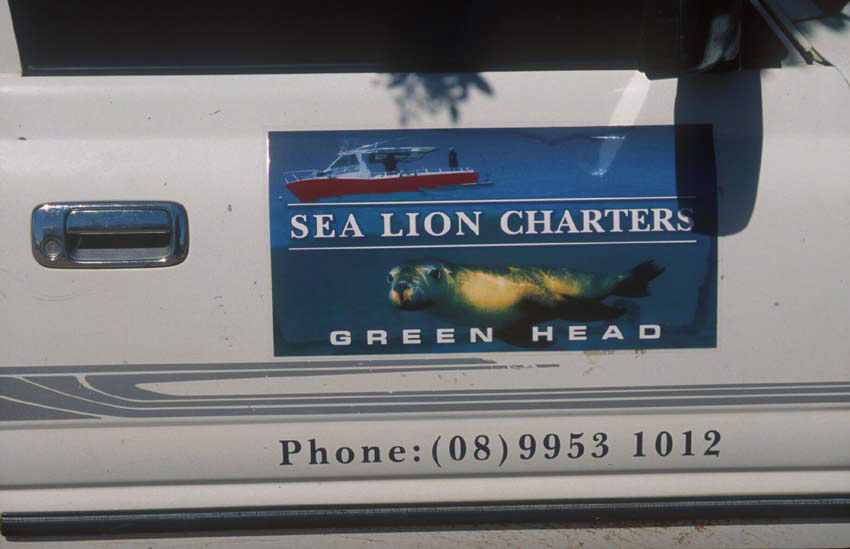 SEA LION CHARTERS
GREEN HEAD
Phone: (08) 9953 1012